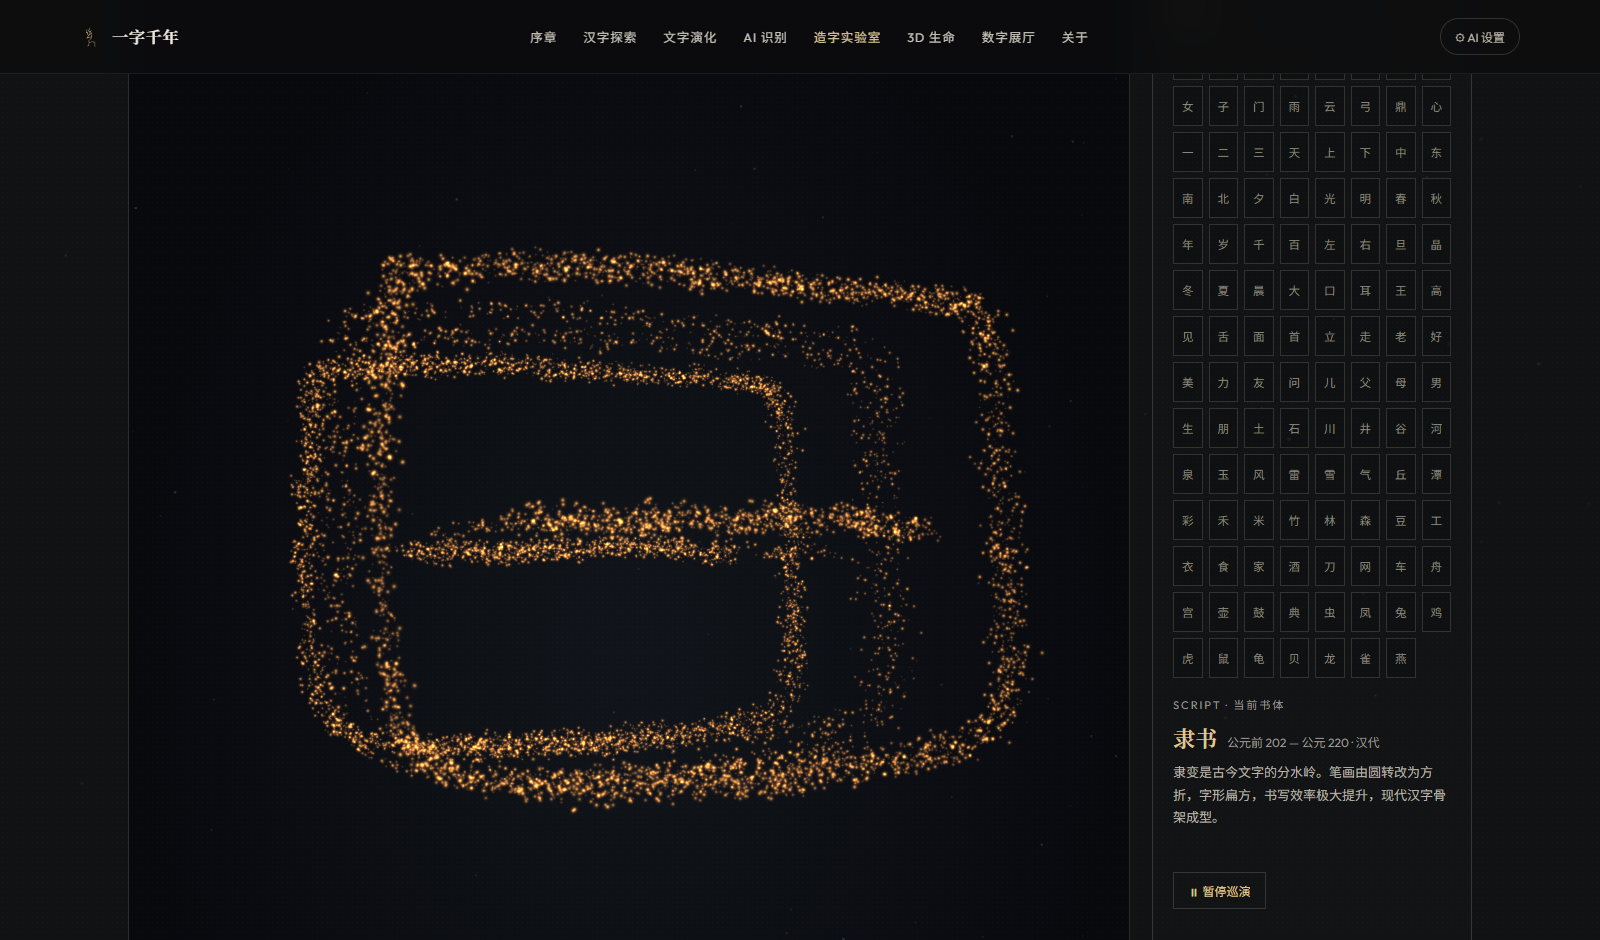 一字千年
序章 汉字探索 文字演化 AI 识别 造字实验室 3D 生命 数字展厅 关于
AI 设置
女 子 门 雨 云 弓 鼎 心
一 二 三 天 上 下 中 东
南 北 夕 白 光 明 春 秋
年 岁 千 百 左 右 旦 晶
冬 夏 晨 大 口 耳 王 高
见 舌 面 首 立 走 老 好
美 力 友 问 儿 父 母 男
生 朋 土 石 川 井 谷 河
泉 玉 风 雷 雪 气 丘 潭
彩 禾 米 竹 林 森 豆 工
衣 食 家 酒 刀 网 车 舟
宫 壶 鼓 典 虫 凤 兔 鸡
虎 鼠 龟 贝 龙 雀 燕
SCRIPT · 当前书体
隶书 公元前 202 — 公元 220 · 汉代
隶变是古今文字的分水岭。笔画由圆转改为方
折，字形扁方，书写效率极大提升，现代汉字骨
架成型。
⏸ 暂停巡演